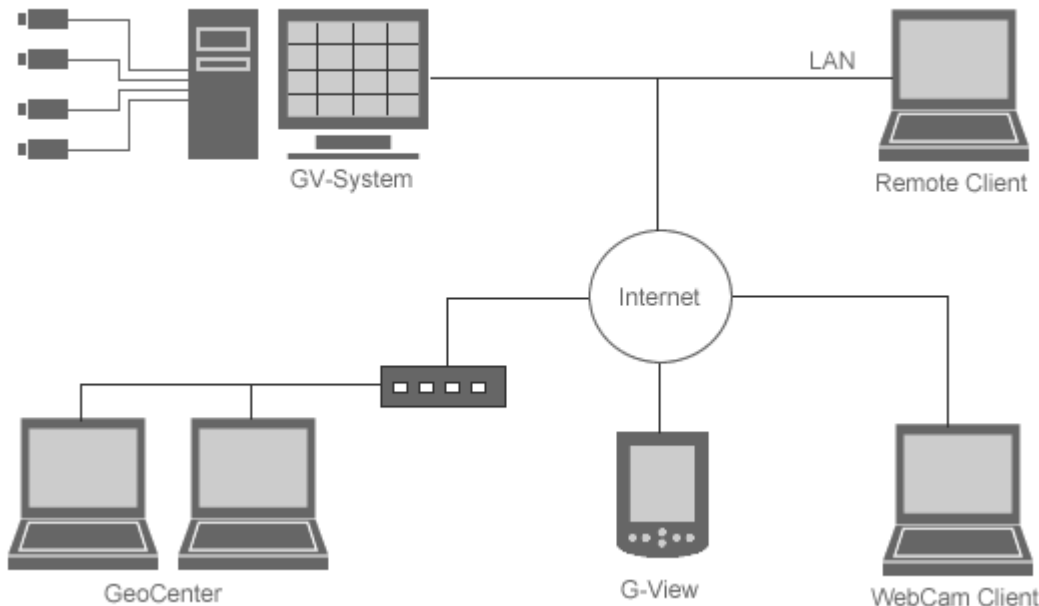 LAN
GV-System
Remote Client
Internet
GeoCenter
G-View
WebCam Client